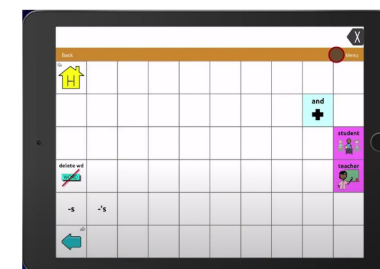 X
Back
Menu
H
and
student
delete wd
teacher
-s
-'s